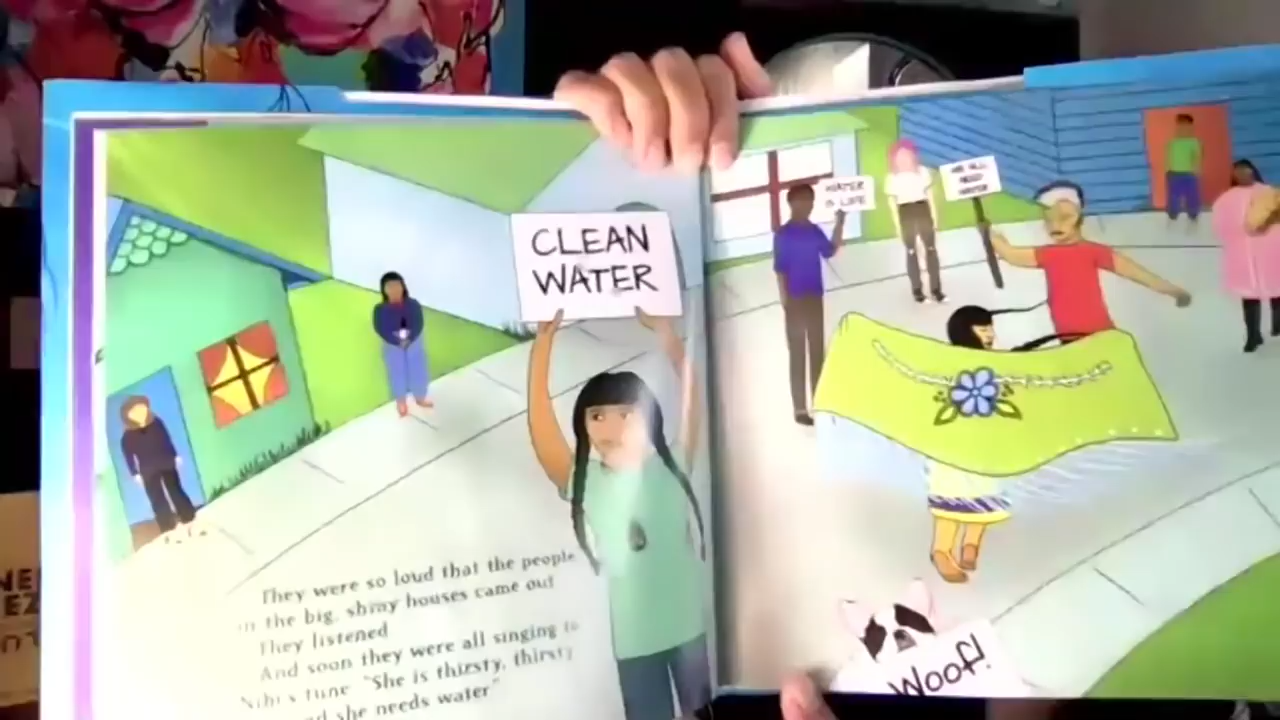 CLEAN
WATER
WATER
IS LIFE
WE ALL
NEED
WATER
They were so loud that the people
in the big, shiny houses came out
They listened
And soon they were all singing to
Nibi's tune "She is thirsty, thirsty
she needs water"
Woof!